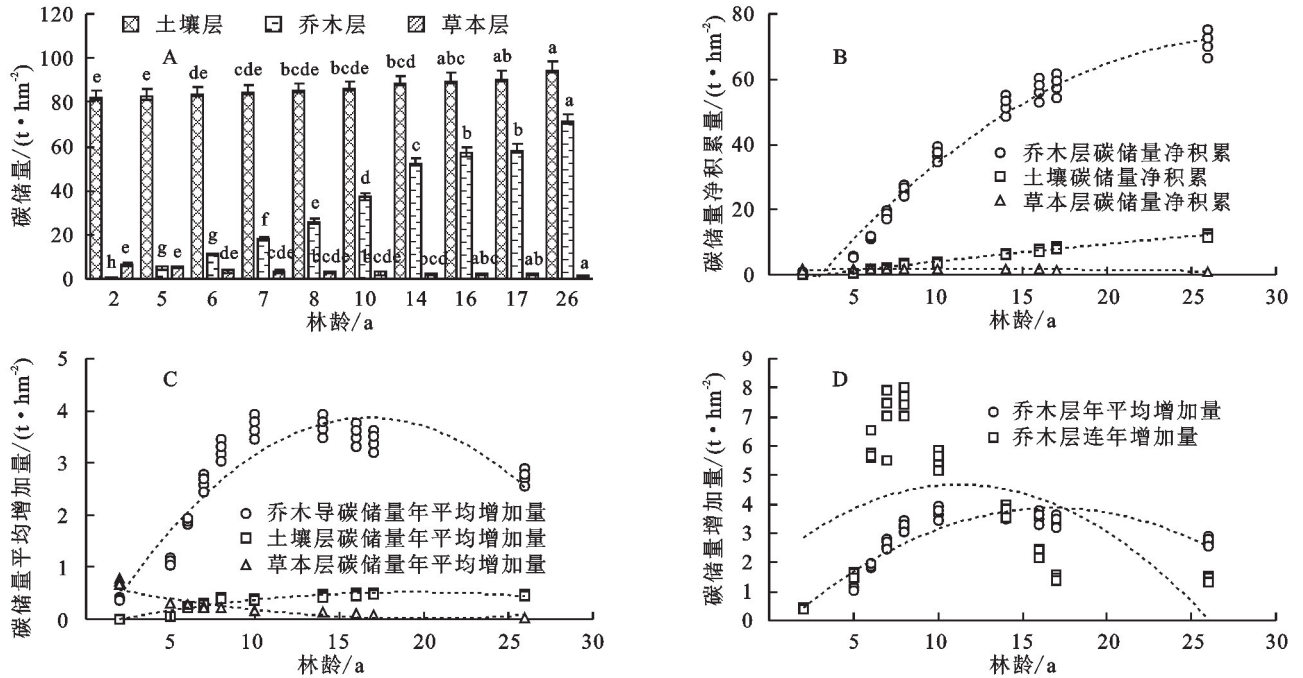 土壤层 乔木层 草本层
A
碳储量/(t·hm⁻²)
120
100
80
60
40
20
0
e e de cde bcde bcde bcd abc ab a
h g g f e d c b b a
e e de cde bcde bcde bcd abc ab a
2 5 6 7 8 10 14 16 17 26
林龄/a
B
碳储量净积累量/(t·hm⁻²)
80
60
40
20
0
乔木层碳储量净积累
土壤碳储量净积累
草本层碳储量净积累
0 5 10 15 20 25 30
林龄/a
C
碳储量平均增加量/(t·hm⁻²)
5
4
3
2
1
0
乔木导碳储量年平均增加量
土壤层碳储量年平均增加量
草本层碳储量年平均增加量
0 5 10 15 20 25 30
林龄/a
D
碳储量增加量/(t·hm⁻²)
9
8
7
6
5
4
3
2
1
0
乔木层年平均增加量
乔木层连年增加量
0 5 10 15 20 25 30
林龄/a